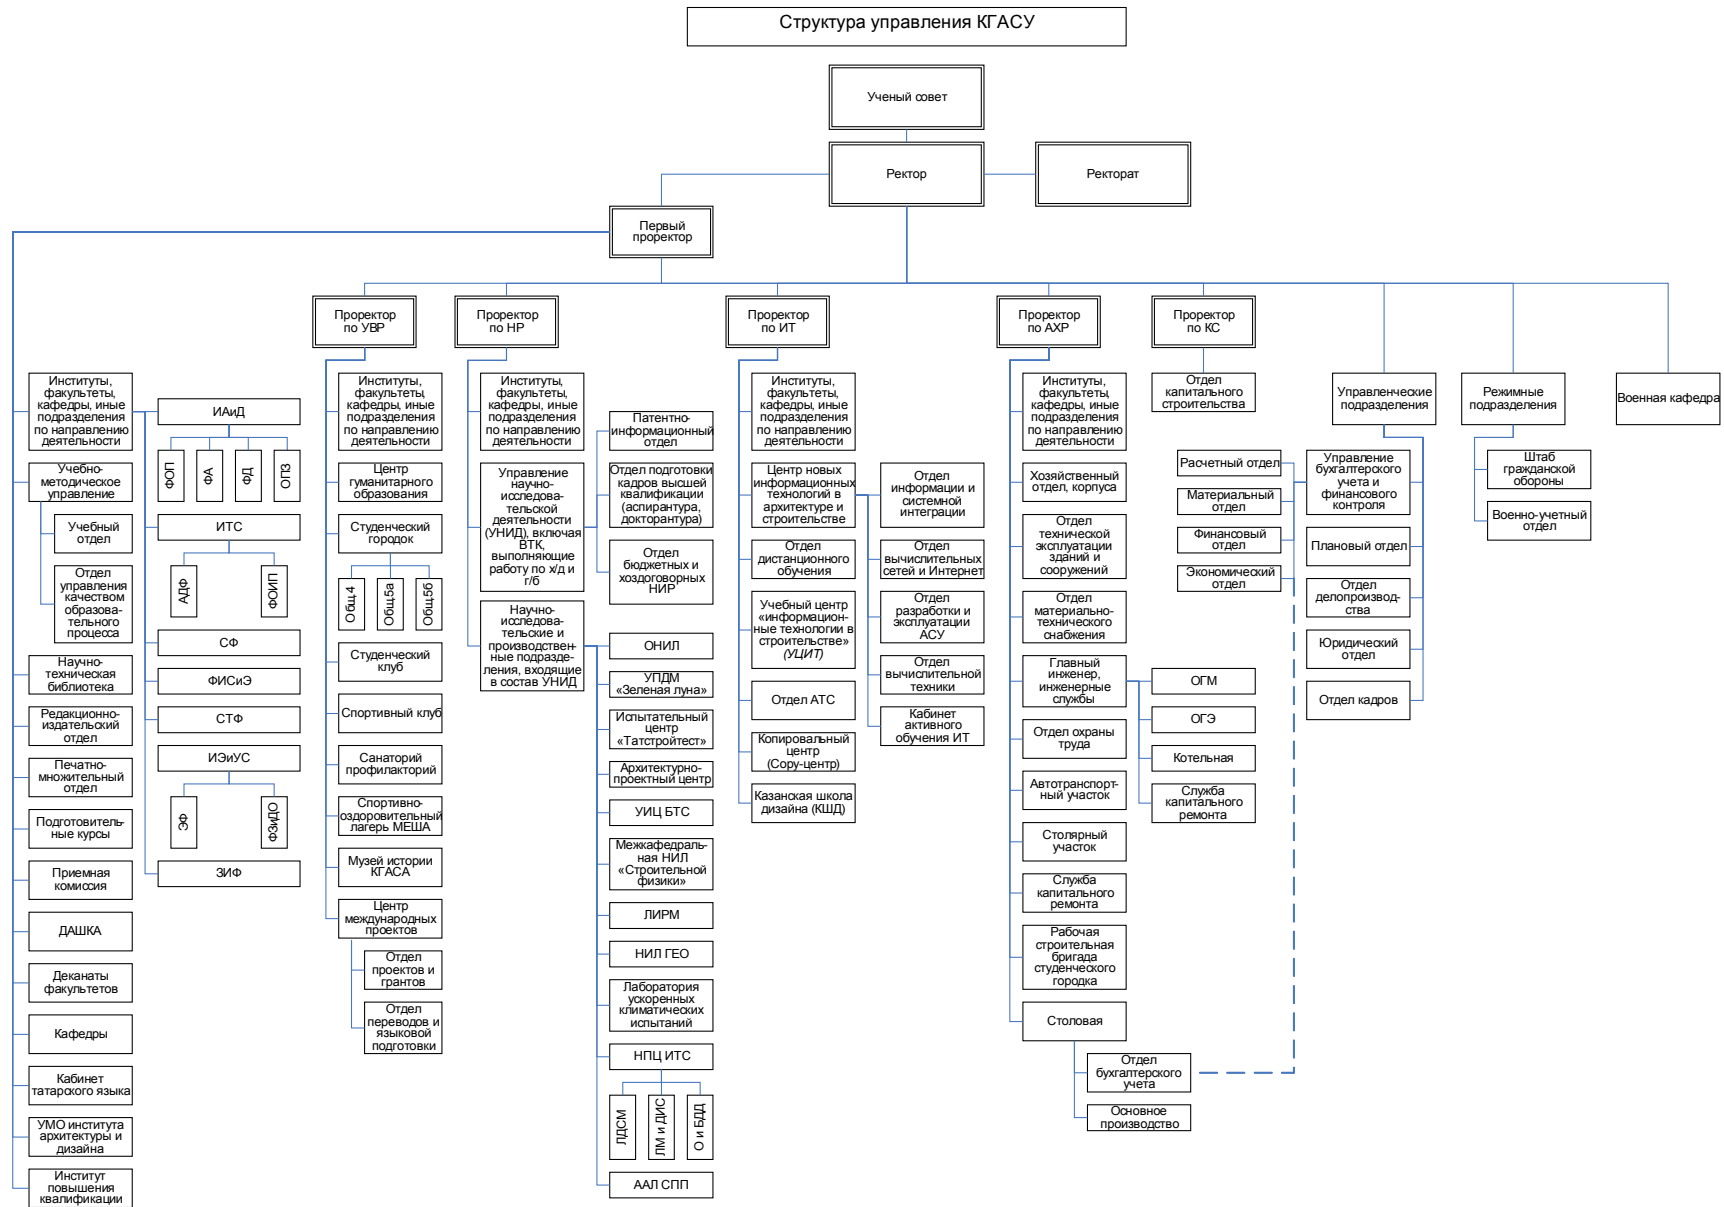 Структура управления КГАСУ
Ученый совет
Ректор
Ректорат
Первый
проректор
Проректор
по УВР
Проректор
по НР
Проректор
по ИТ
Проректор
по АХР
Проректор
по КС
Институты,
факультеты,
кафедры, иные
подразделения
по направлению
деятельности
Учебно-
методическое
управление
Учебный
отдел
Отдел
управления
качеством
образова-
тельного
процесса
Научно-
техническая
библиотека
Редакционно-
издательский
отдел
Печатно-
множительный
отдел
Подготовитель-
ные курсы
Приемная
комиссия
ДАШКА
Деканаты
факультетов
Кафедры
Кабинет
татарского языка
УМО института
архитектуры и
дизайна
Институт
повышения
квалификации
ИАиД
ФОП
ФА
ФД
ОПЗ
ИТС
АДФ
ФОИП
СФ
ФИСиЭ
СТФ
ИЭиУС
ЭФ
ФЗиДО
ЗИФ
Институты,
факультеты,
кафедры, иные
подразделения
по направлению
деятельности
Центр
гуманитарного
образования
Студенческий
городок
Общ.4
Общ.5а
Общ.5б
Студенческий
клуб
Спортивный клуб
Санаторий
профилакторий
Спортивно-
оздоровительный
лагерь МЕША
Музей истории
КГАСА
Центр
международных
проектов
Отдел
проектов и
грантов
Отдел
переводов и
языковой
подготовки
Институты,
факультеты,
кафедры, иные
подразделения
по направлению
деятельности
Управление
научно-
исследова-
тельской
деятельности
(УНИД), включая
ВТК,
выполняющие
работу по х/д и
г/б
Научно-
исследова-
тельские и
производствен-
ные подразде-
ления, входящие
в состав УНИД
Патентно-
информационный
отдел
Отдел подготовки
кадров высшей
квалификации
(аспирантура,
докторантура)
Отдел
бюджетных и
хоздоговорных
НИР
ОНИЛ
УПДМ
«Зеленая луна»
Испытательный
центр
«Татстройтест»
Архитектурно-
проектный центр
УИЦ БТС
Межкафедраль-
ная НИЛ
«Строительной
физики»
ЛИРМ
НИЛ ГЕО
Лаборатория
ускоренных
климатических
испытаний
НПЦ ИТС
ЛДСМ
ЛМ и ДИС
О и БДД
ААЛ СПП
Институты,
факультеты,
кафедры, иные
подразделения
по направлению
деятельности
Центр новых
информационных
технологий в
архитектуре и
строительстве
Отдел
дистанционного
обучения
Учебный центр
«информацион-
ные технологии в
строительстве»
(УЦИТ)
Отдел АТС
Копировальный
центр
(Copy-центр)
Казанская школа
дизайна (КШД)
Отдел
информации и
системной
интеграции
Отдел
вычислительных
сетей и Интернет
Отдел
разработки и
эксплуатации
АСУ
Отдел
вычислительной
техники
Кабинет
активного
обучения ИТ
Институты,
факультеты,
кафедры, иные
подразделения
по направлению
деятельности
Хозяйственный
отдел, корпуса
Отдел
технической
эксплуатации
зданий и
сооружений
Отдел
материально-
технического
снабжения
Главный
инженер,
инженерные
службы
Отдел охраны
труда
Автотранспорт-
ный участок
Столярный
участок
Служба
капитального
ремонта
Рабочая
строительная
бригада
студенческого
городка
Столовая
Отдел
бухгалтерского
учета
Основное
производство
ОГМ
ОГЭ
Котельная
Служба
капитального
ремонта
Отдел
капитального
строительства
Управленческие
подразделения
Расчетный отдел
Материальный
отдел
Финансовый
отдел
Экономический
отдел
Управление
бухгалтерского
учета и
финансового
контроля
Плановый отдел
Отдел
делопроизвод-
ства
Юридический
отдел
Отдел кадров
Режимные
подразделения
Штаб
гражданской
обороны
Военно-учетный
отдел
Военная кафедра